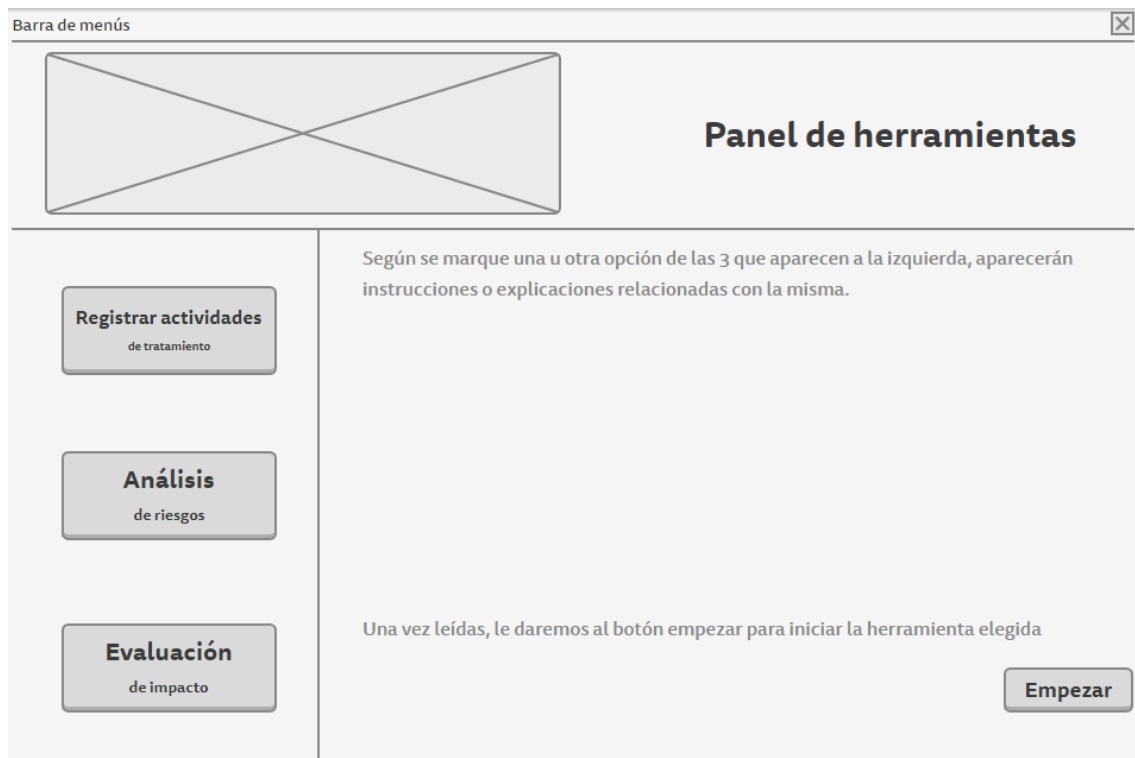 Barra de menús
Panel de herramientas
Según se marque una u otra opción de las 3 que aparecen a la izquierda, aparecerán
instrucciones o explicaciones relacionadas con la misma.
Registrar actividades
de tratamiento
Análisis
de riesgos
Evaluación
de impacto
Una vez leídas, le daremos al botón empezar para iniciar la herramienta elegida
Empezar